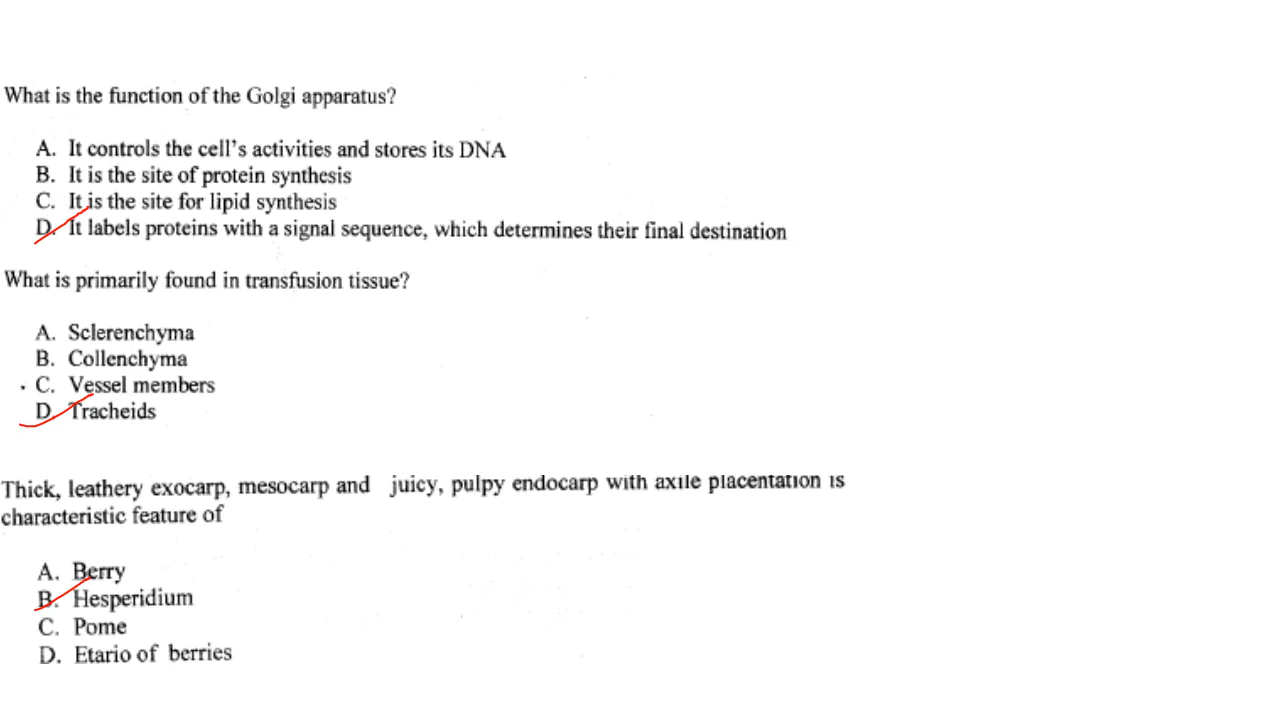 What is the function of the Golgi apparatus?
A. It controls the cell's activities and stores its DNA
B. It is the site of protein synthesis
C. It is the site for lipid synthesis
D. It labels proteins with a signal sequence, which determines their final destination
What is primarily found in transfusion tissue?
A. Sclerenchyma
B. Collenchyma
C. Vessel members
D. Tracheids
Thick, leathery exocarp, mesocarp and juicy, pulpy endocarp with axile placentation is
characteristic feature of
A. Berry
B. Hesperidium
C. Pome
D. Etario of berries